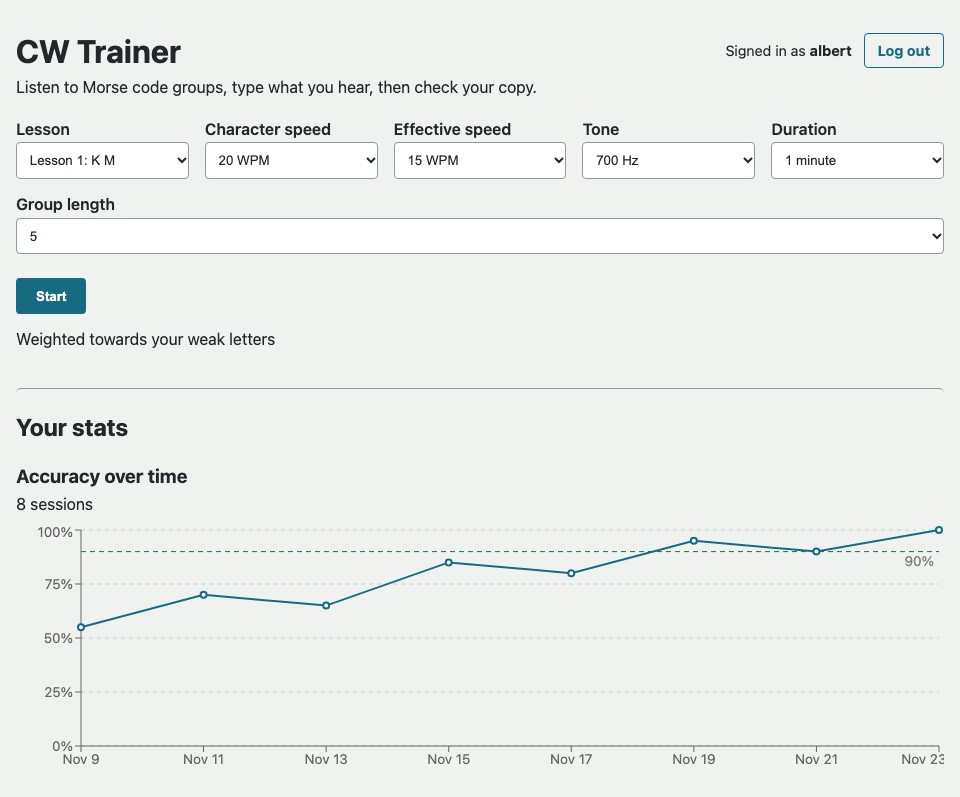 CW Trainer
Signed in as albert
Log out
Listen to Morse code groups, type what you hear, then check your copy.
Lesson
Character speed
Effective speed
Tone
Duration
Lesson 1: K M
20 WPM
15 WPM
700 Hz
1 minute
Group length
5
Start
Weighted towards your weak letters
Your stats
Accuracy over time
8 sessions
100%
90%
75%
50%
25%
0%
Nov 9
Nov 11
Nov 13
Nov 15
Nov 17
Nov 19
Nov 21
Nov 23